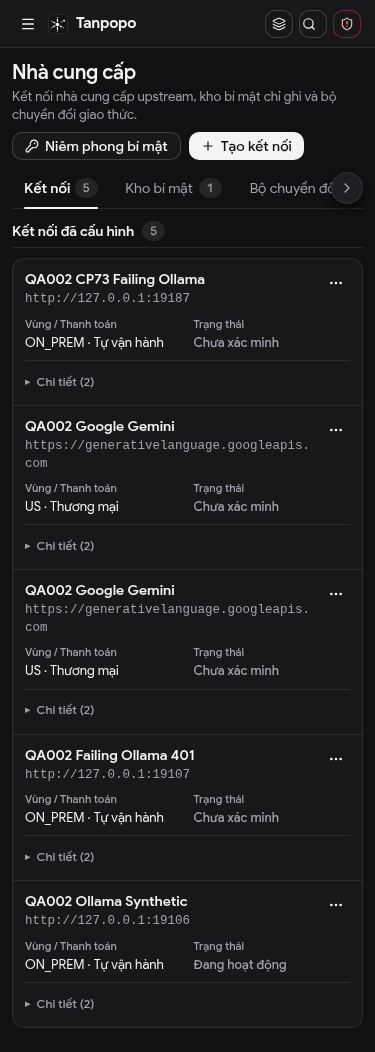 Tanpopo
Nhà cung cấp
Kết nối nhà cung cấp upstream, kho bí mật chỉ ghi và bộ
chuyển đổi giao thức.
Niêm phong bí mật
Tạo kết nối
Kết nối 5
Kho bí mật 1
Bộ chuyển đổ
Kết nối đã cấu hình 5
QA002 CP73 Failing Ollama
http://127.0.0.1:19187
Vùng / Thanh toán
Trạng thái
ON_PREM · Tự vận hành
Chưa xác minh
Chi tiết (2)
QA002 Google Gemini
https://generativelanguage.googleapis.
com
Vùng / Thanh toán
Trạng thái
US · Thương mại
Chưa xác minh
Chi tiết (2)
QA002 Google Gemini
https://generativelanguage.googleapis.
com
Vùng / Thanh toán
Trạng thái
US · Thương mại
Chưa xác minh
Chi tiết (2)
QA002 Failing Ollama 401
http://127.0.0.1:19107
Vùng / Thanh toán
Trạng thái
ON_PREM · Tự vận hành
Chưa xác minh
Chi tiết (2)
QA002 Ollama Synthetic
http://127.0.0.1:19106
Vùng / Thanh toán
Trạng thái
ON_PREM · Tự vận hành
Đang hoạt động
Chi tiết (2)